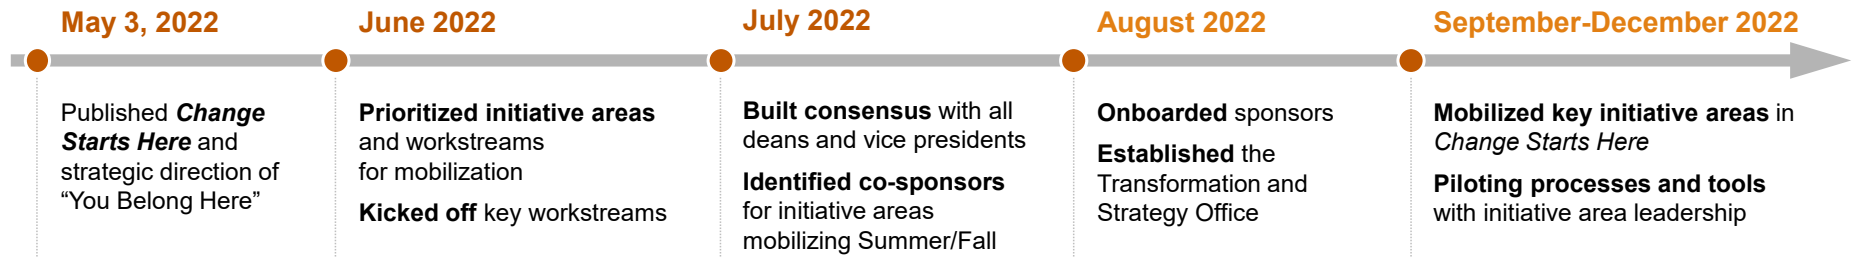 May 3, 2022
Published Change
Starts Here and
strategic direction of
“You Belong Here”
June 2022
Prioritized initiative areas
and workstreams
for mobilization
Kicked off key workstreams
July 2022
Built consensus with all
deans and vice presidents
Identified co-sponsors
for initiative areas
mobilizing Summer/Fall
August 2022
Onboarded sponsors
Established the
Transformation and
Strategy Office
September-December 2022
Mobilized key initiative areas in
Change Starts Here
Piloting processes and tools
with initiative area leadership